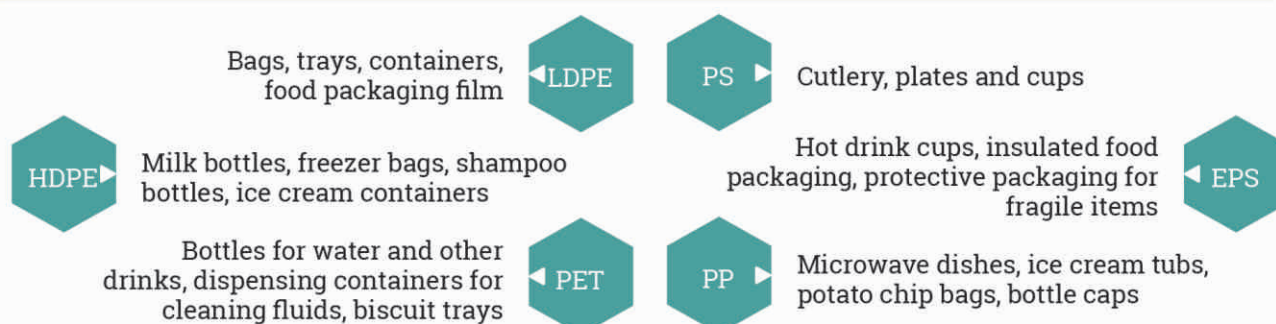 Bags, trays, containers,
food packaging film
LDPE
PS
Cutlery, plates and cups
HDPE
Milk bottles, freezer bags, shampoo
bottles, ice cream containers
Hot drink cups, insulated food
packaging, protective packaging for
fragile items
EPS
Bottles for water and other
drinks, dispensing containers for
cleaning fluids, biscuit trays
PET
PP
Microwave dishes, ice cream tubs,
potato chip bags, bottle caps